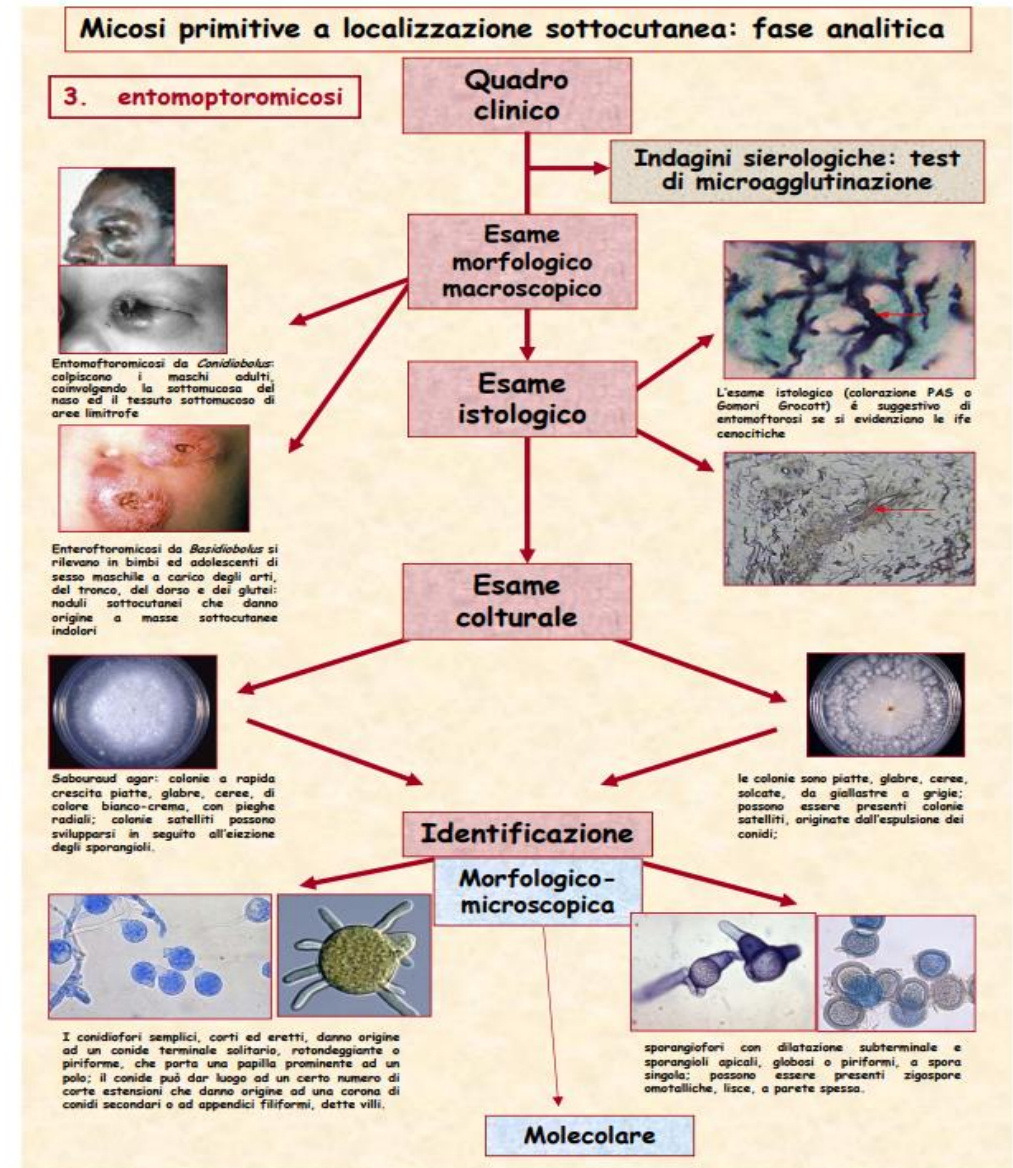 Micosi primitive a localizzazione sottocutanea: fase analitica
3. entomoptoromicosi
Quadro
clinico
Indagini sierologiche: test
di microagglutinazione
Esame
morfologico
macroscopico
Entomoftoromicosi da Conidiobolus:
colpiscono i maschi adulti,
coinvolgendo la sottomucosa del
naso ed il tessuto sottomucoso di
aree limitrofe
Esame
istologico
L'esame istologico (colorazione PAS o
Gomori Grocott) é suggestivo di
entomoftorosi se si evidenziano le ife
cenocitiche
Enteroftoromicosi da Basidiobolus si
rilevano in bimbi ed adolescenti di
sesso maschile a carico degli arti,
del tronco, del dorso e dei glutei:
noduli sottocutanei che danno
origine a masse sottocutanee
indolori
Esame
colturale
Sabouraud agar: colonie a rapida
crescita piatte, glabre, ceree, di
colore bianco-crema, con pieghe
radiali; colonie satelliti possono
svilupparsi in seguito all'eiezione
degli sporangioli.
le colonie sono piatte, glabre, ceree,
solcate, da giallastre a grigie;
possono essere presenti colonie
satelliti, originate dall'espulsione dei
conidi;
Identificazione
Morfologico-
microscopica
I conidiofori semplici, corti ed eretti, danno origine
ad un conide terminale solitario, rotondeggiante o
piriforme, che porta una papilla prominente ad un
polo; il conide puó dar luogo ad un certo numero di
corte estensioni che danno origine ad una corona di
conidi secondari o ad appendici filiformi, dette villi.
sporangiofori con dilatazione subterminale e
sporangioli apicali, globosi o piriformi, a spora
singola; possono essere presenti zigospore
omotalliche, lisce, a parete spessa.
Molecolare